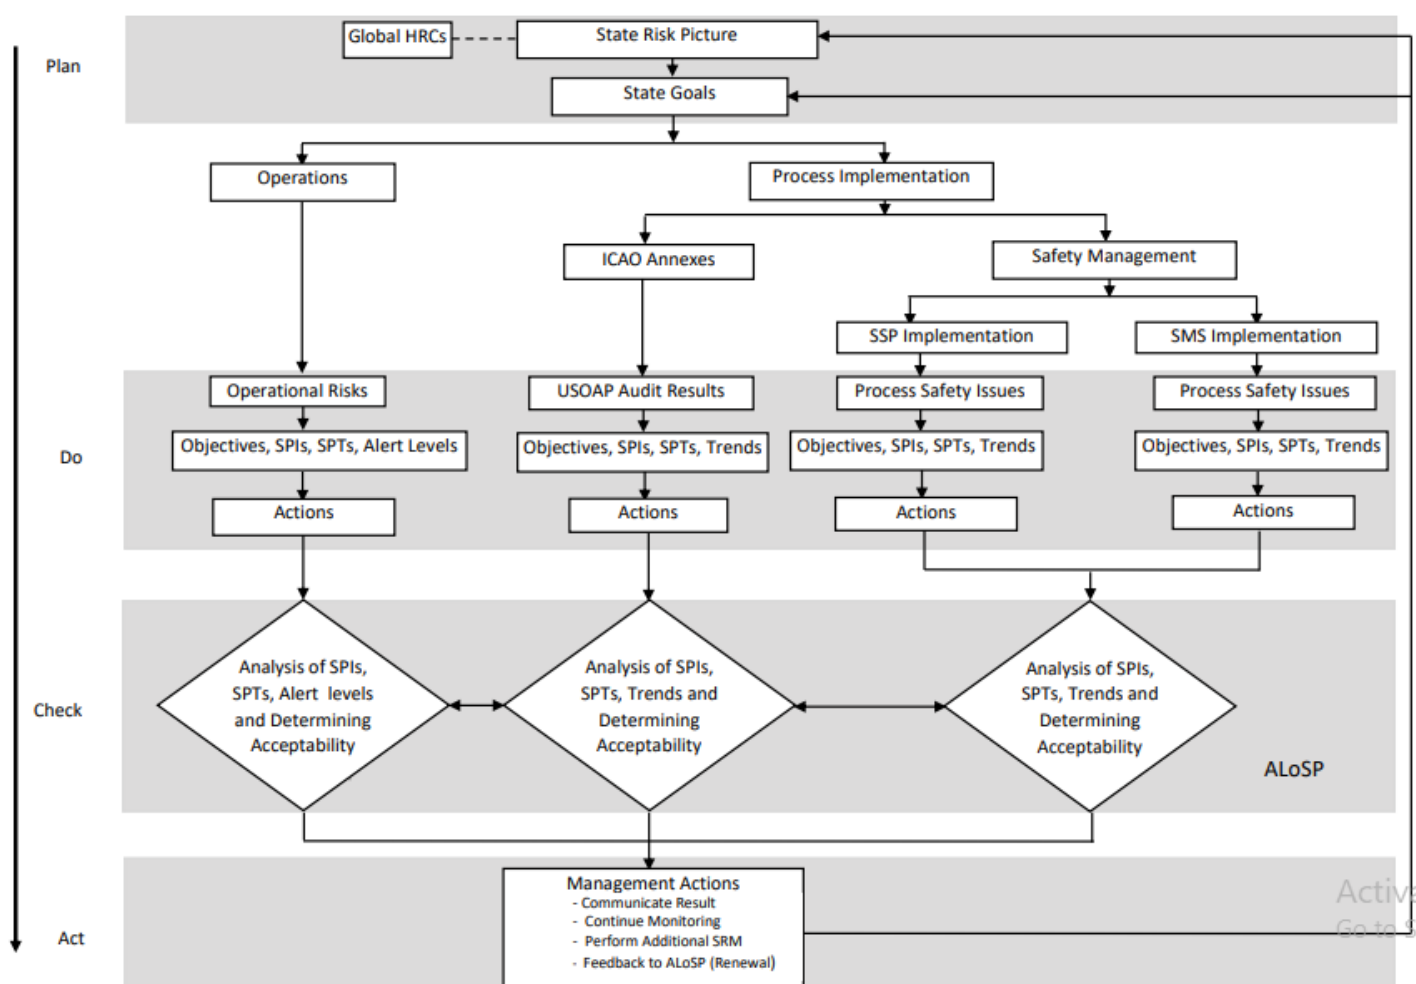 Plan
Global HRCs
State Risk Picture
State Goals
Operations
Process Implementation
ICAO Annexes
Safety Management
SSP Implementation
SMS Implementation
Do
Operational Risks
USOAP Audit Results
Process Safety Issues
Process Safety Issues
Objectives, SPIs, SPTs, Alert Levels
Objectives, SPIs, SPTs, Trends
Objectives, SPIs, SPTs, Trends
Objectives, SPIs, SPTs, Trends
Actions
Actions
Actions
Actions
Check
Analysis of SPIs,
SPTs, Alert levels
and Determining
Acceptability
Analysis of SPIs,
SPTs, Trends and
Determining
Acceptability
Analysis of SPIs,
SPTs, Trends and
Determining
Acceptability
ALoSP
Act
Management Actions
- Communicate Result
- Continue Monitoring
- Perform Additional SRM
- Feedback to ALoSP (Renewal)
Go to